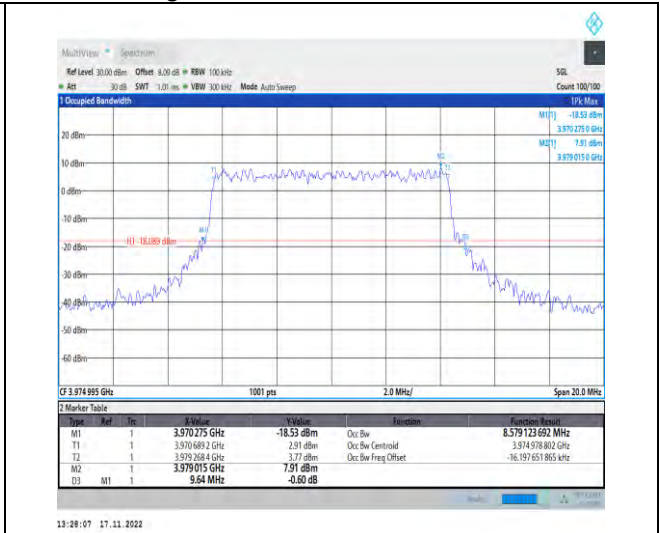 MultiView Spectrum
Ref Level 30.00 dBm Offset 8.09 dB RBW 100 kHz SGL
Att 30 dB SWT 1.01 ms VBW 300 kHz Mode Auto Sweep Count 100/100
1 Occupied Bandwidth 1Pk Max
M1[1] -18.53 dBm
3.970 275 0 GHz
M2[1] 7.91 dBm
3.979 015 0 GHz
20 dBm
M2
10 dBm
T1
0 dBm
-10 dBm
M1
H1 -18.089 dBm
-20 dBm
-30 dBm
-40 dBm
-50 dBm
-60 dBm
CF 3.974 995 GHz 1001 pts 2.0 MHz/ Span 20.0 MHz
2 Marker Table
Type Ref Trc X-Value Y-Value Function Function Result
M1 1 3.970 275 GHz -18.53 dBm Occ Bw 8.579 123 692 MHz
T1 1 3.970 689 2 GHz 2.91 dBm Occ Bw Centroid 3.974 978 802 GHz
T2 1 3.979 268 4 GHz 3.77 dBm Occ Bw Freq Offset -16.197 651 865 kHz
M2 1 3.979 015 GHz 7.91 dBm
D3 M1 1 9.64 MHz -0.60 dB
13:28:07 17.11.2022